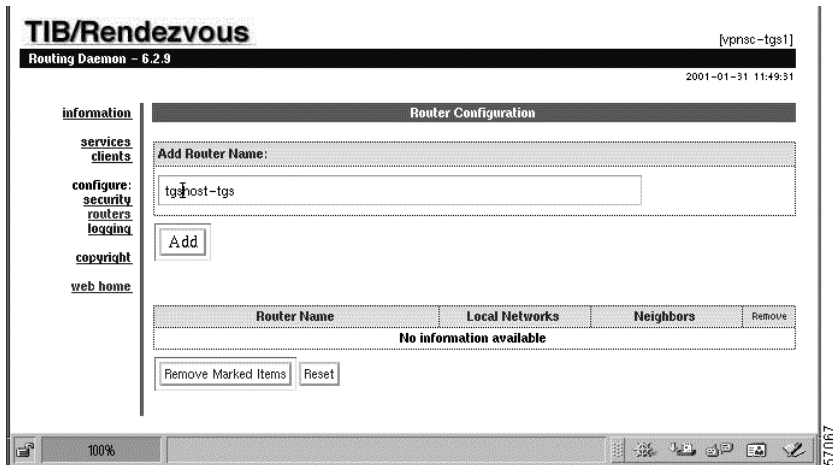 TIB/Rendezvous
[vpnsc-tgs1]
Routing Daemon - 6.2.9
2001-01-31 11:49:31
information
services
clients
configure:
security
routers
logging
copyright
web home
Router Configuration
Add Router Name:
tgshost-tgs
Add
Router Name Local Networks Neighbors Remove
No information available
Remove Marked Items Reset
100%
57067